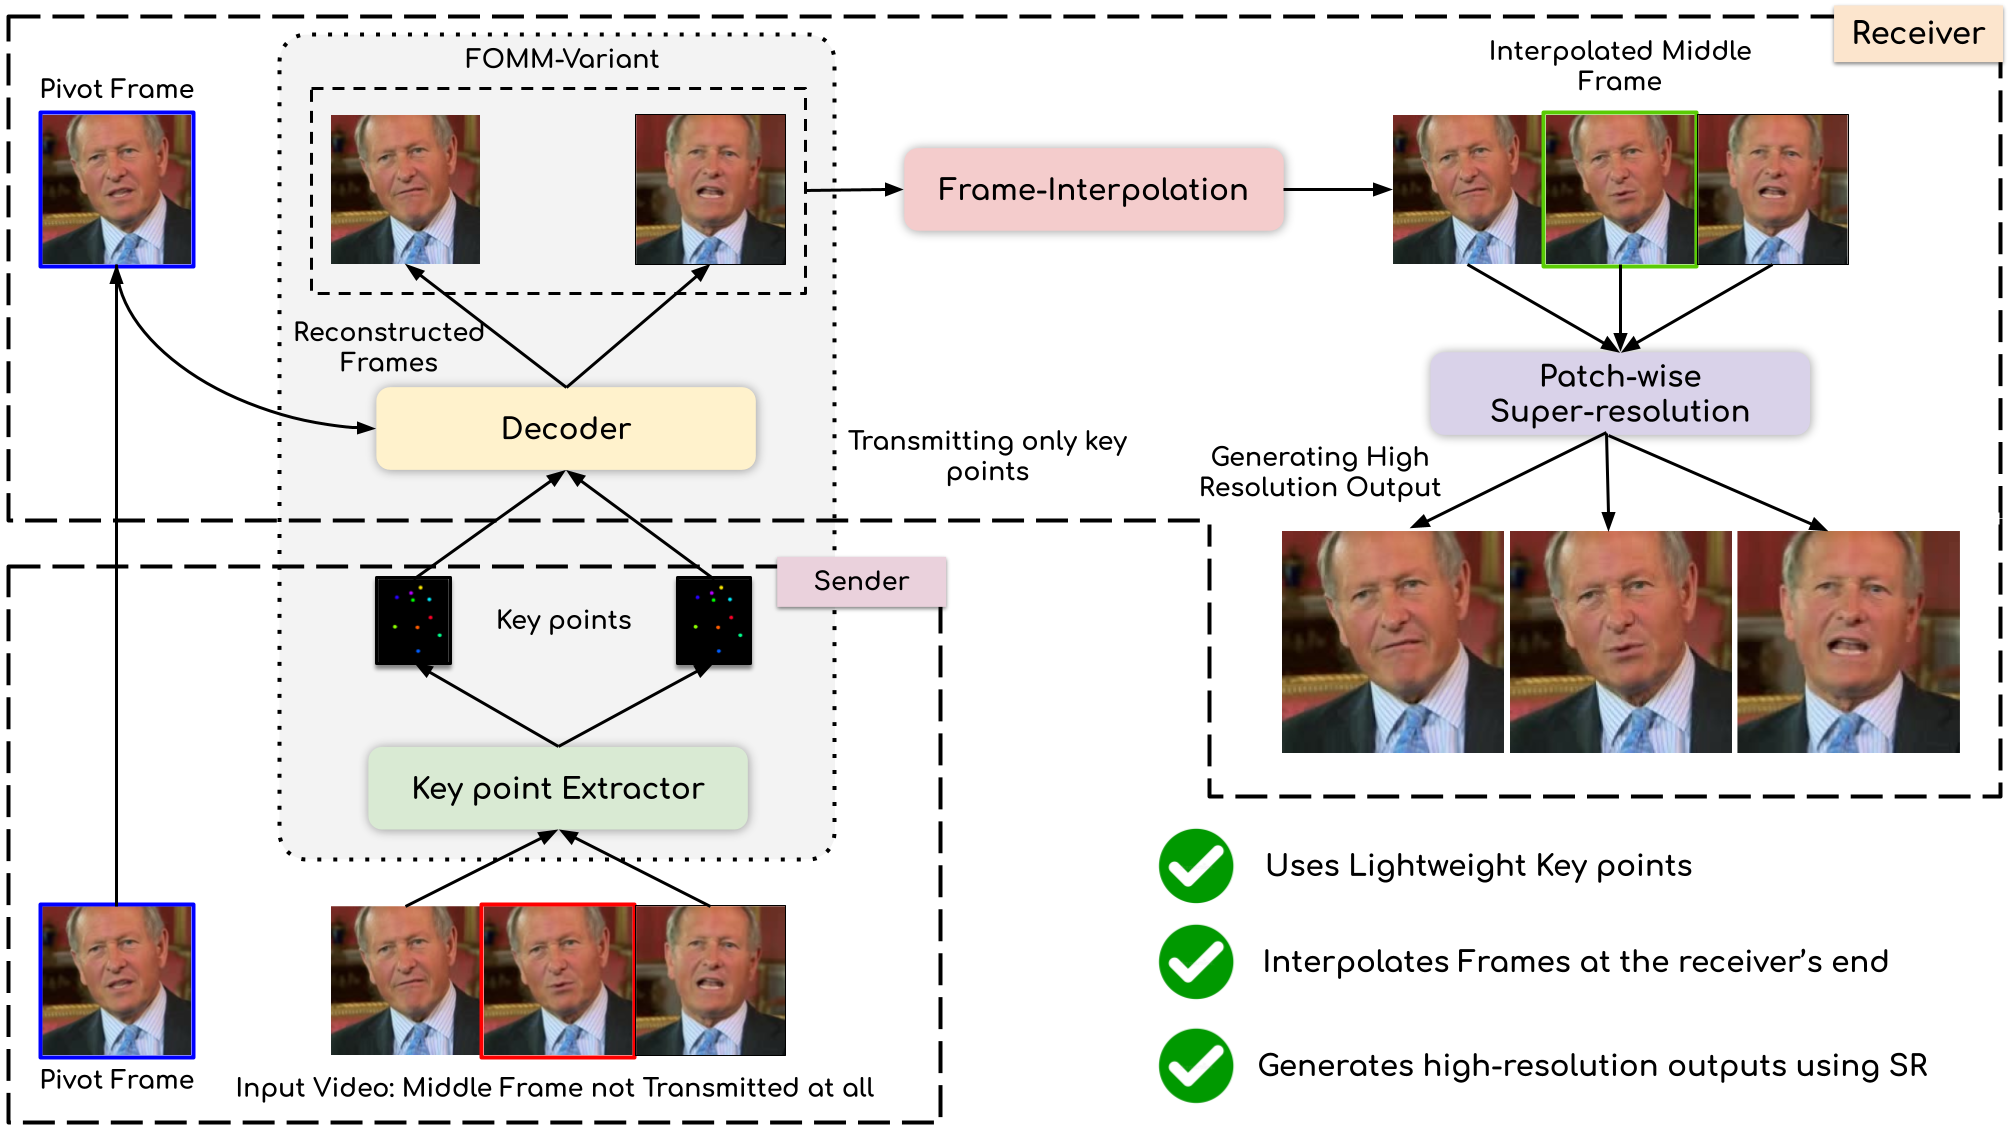 Receiver
FOMM-Variant
Pivot Frame
Interpolated Middle
Frame
Frame-Interpolation
Reconstructed
Frames
Patch-wise
Super-resolution
Decoder
Transmitting only key
points
Generating High
Resolution Output
Sender
Key points
Key point Extractor
Uses Lightweight Key points
Interpolates Frames at the receiver's end
Generates high-resolution outputs using SR
Pivot Frame
Input Video: Middle Frame not Transmitted at all